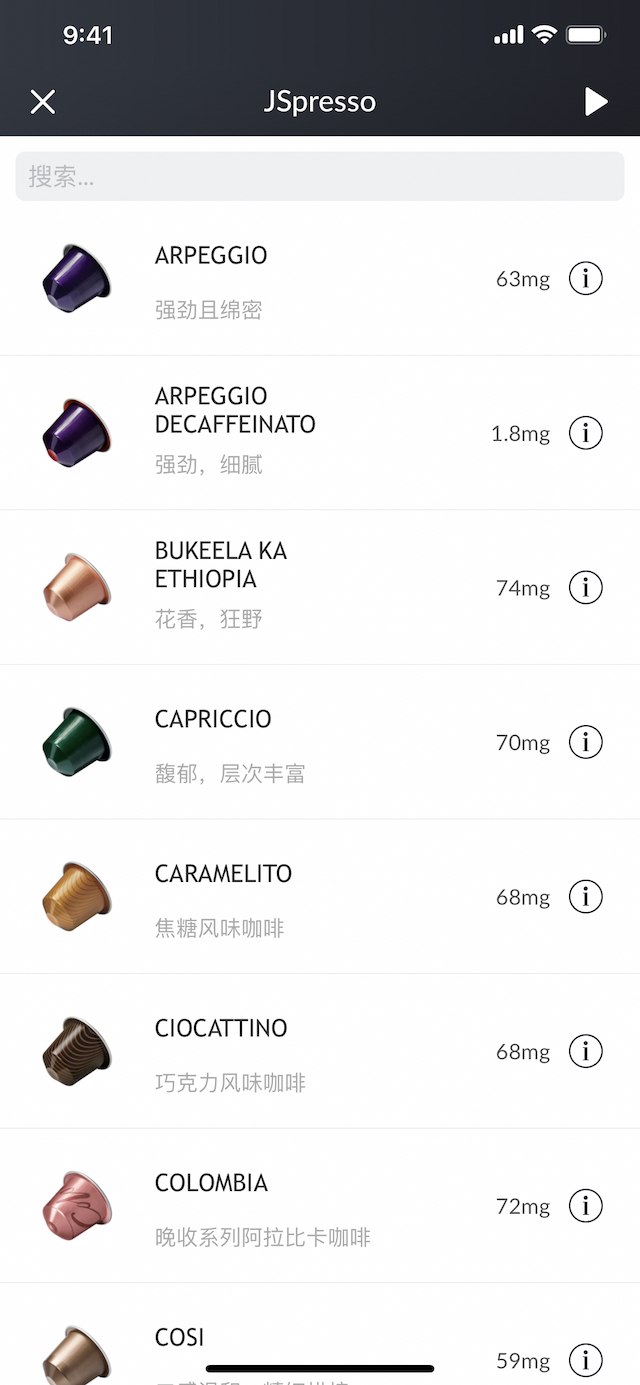 9:41
JSpresso
搜索...
ARPEGGIO
63mg
强劲且绵密
ARPEGGIO
DECAFFEINATO
1.8mg
强劲，细腻
BUKEELA KA
ETHIOPIA
74mg
花香，狂野
CAPRICCIO
70mg
馥郁，层次丰富
CARAMELITO
68mg
焦糖风味咖啡
CIOCATTINO
68mg
巧克力风味咖啡
COLOMBIA
72mg
晚收系列阿拉比卡咖啡
COSI
59mg